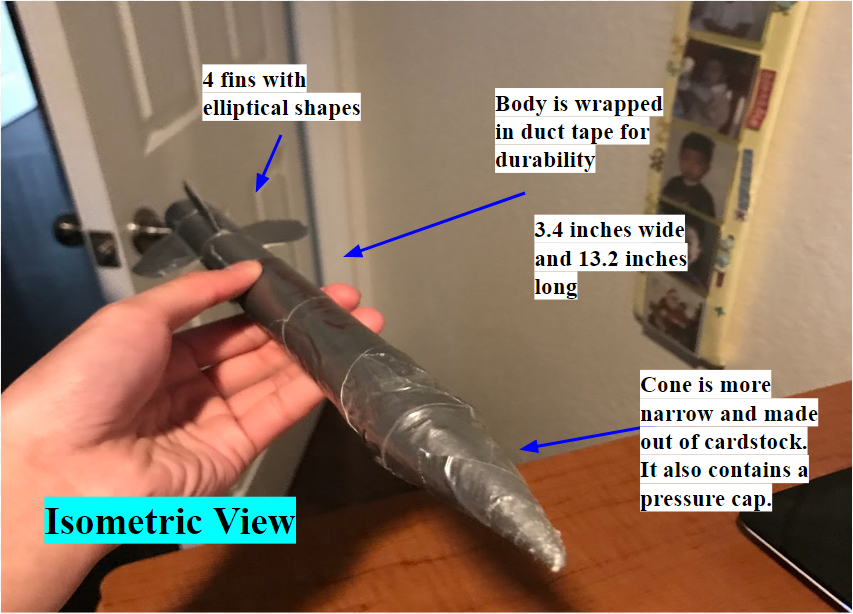 4 fins with
elliptical shapes
Body is wrapped
in duct tape for
durability
3.4 inches wide
and 13.2 inches
long
Cone is more
narrow and made
out of cardstock.
It also contains a
pressure cap.
Isometric View